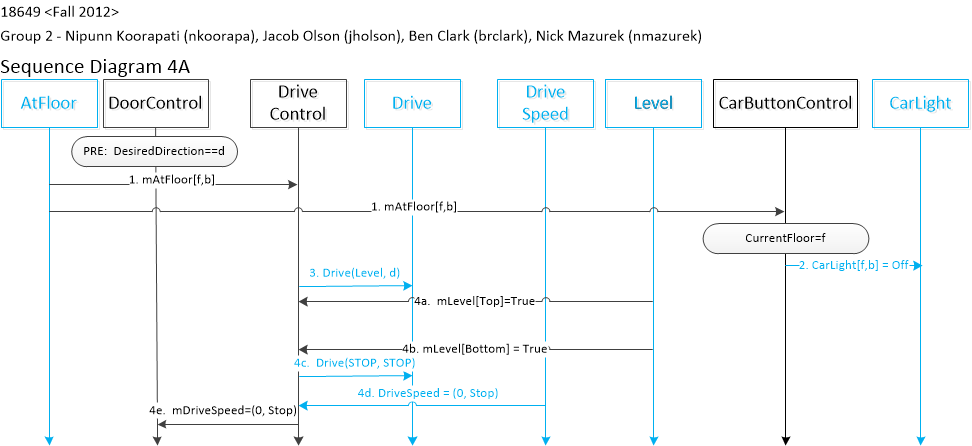 18649 <Fall 2012>
Group 2 - Nipunn Koorapati (nkoorapa), Jacob Olson (jholson), Ben Clark (brclark), Nick Mazurek (nmazurek)
Sequence Diagram 4A
AtFloor
DoorControl
Drive
Control
Drive
Drive
Speed
Level
CarButtonControl
CarLight
PRE: DesiredDirection==d
1. mAtFloor[f,b]
1. mAtFloor[f,b]
CurrentFloor=f
2. CarLight[f,b] = Off
3. Drive(Level, d)
4a. mLevel[Top]=True
4b. mLevel[Bottom] = True
4c. Drive(STOP, STOP)
4d. DriveSpeed = (0, Stop)
4e. mDriveSpeed=(0, Stop)